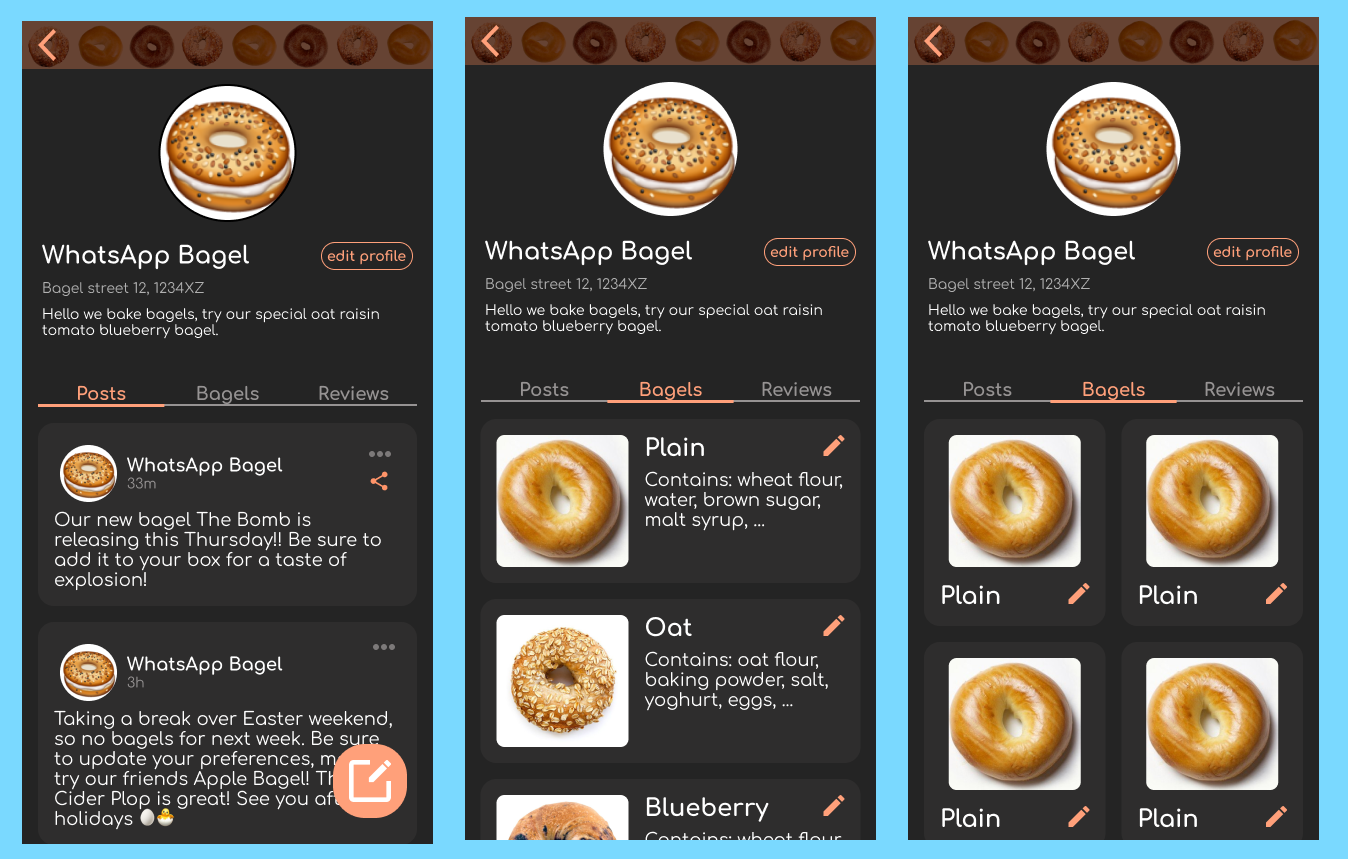 WhatsApp Bagel
edit profile
Bagel street 12, 1234XZ
Hello we bake bagels, try our special oat raisin
tomato blueberry bagel.
Posts Bagels Reviews
WhatsApp Bagel
33m
Our new bagel The Bomb is
releasing this Thursday!! Be sure to
add it to your box for a taste of
explosion!
WhatsApp Bagel
3h
Taking a break over Easter weekend,
so no bagels for next week. Be sure
to update your preferences,
try our friends Apple Bagel!
Cider Plop is great! See you
holidays 🥚🐣
WhatsApp Bagel
edit profile
Bagel street 12, 1234XZ
Hello we bake bagels, try our special oat raisin
tomato blueberry bagel.
Posts Bagels Reviews
Plain
Contains: wheat flour,
water, brown sugar,
malt syrup, ...
Oat
Contains: oat flour,
baking powder, salt,
yoghurt, eggs, ...
Blueberry
Contains: wheat flour
WhatsApp Bagel
edit profile
Bagel street 12, 1234XZ
Hello we bake bagels, try our special oat raisin
tomato blueberry bagel.
Posts Bagels Reviews
Plain
Plain
Plain
Plain